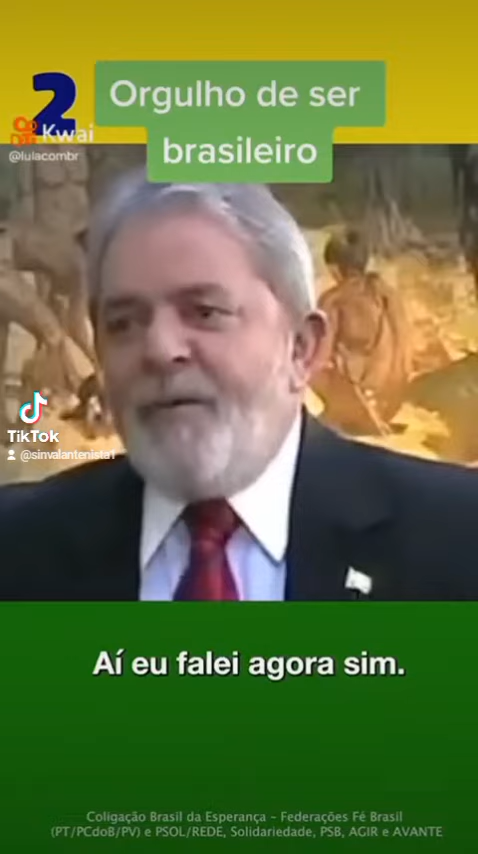 2
Orgulho de ser
brasileiro
Kwai
@lulacombr
TikTok
@sinvalantenista1
Aí eu falei agora sim.
Coligação Brasil da Esperança - Federações Fé Brasil
(PT/PCdoB/PV) e PSOL/REDE, Solidariedade, PSB, AGIR e AVANTE